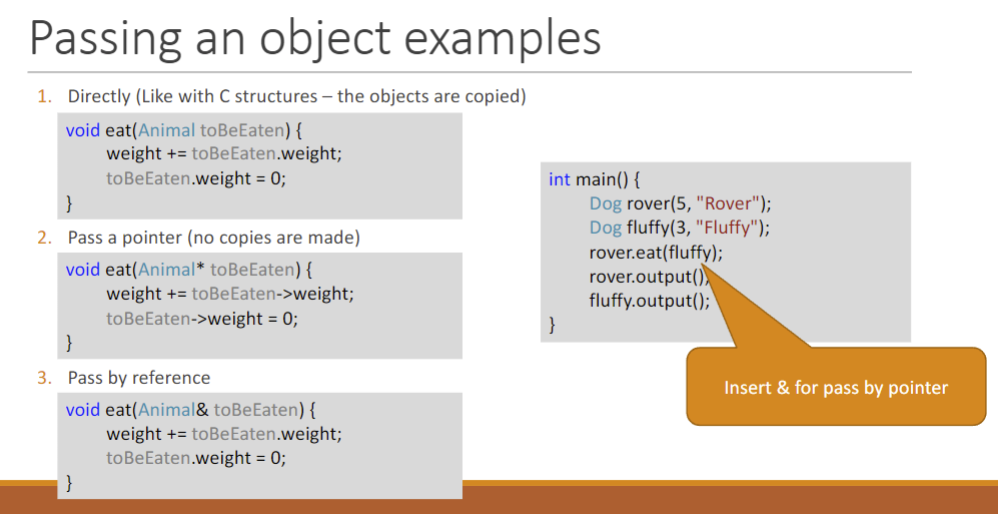 Passing an object examples
1. Directly (Like with C structures – the objects are copied)
void eat(Animal toBeEaten) {
weight += toBeEaten.weight;
toBeEaten.weight = 0;
}
2. Pass a pointer (no copies are made)
void eat(Animal* toBeEaten) {
weight += toBeEaten->weight;
toBeEaten->weight = 0;
}
3. Pass by reference
void eat(Animal& toBeEaten) {
weight += toBeEaten.weight;
toBeEaten.weight = 0;
}
int main() {
Dog rover(5, "Rover");
Dog fluffy(3, "Fluffy");
rover.eat(fluffy);
rover.output();
fluffy.output();
}
Insert & for pass by pointer